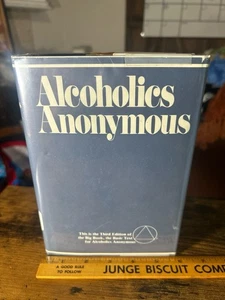 Alcoholics
Anonymous
This is the Third Edition of
the Big Book, the Basic Text
for Alcoholics Anonymous
A GOOD RULE
TO FOLLOW
JUNGE BISCUIT COMP